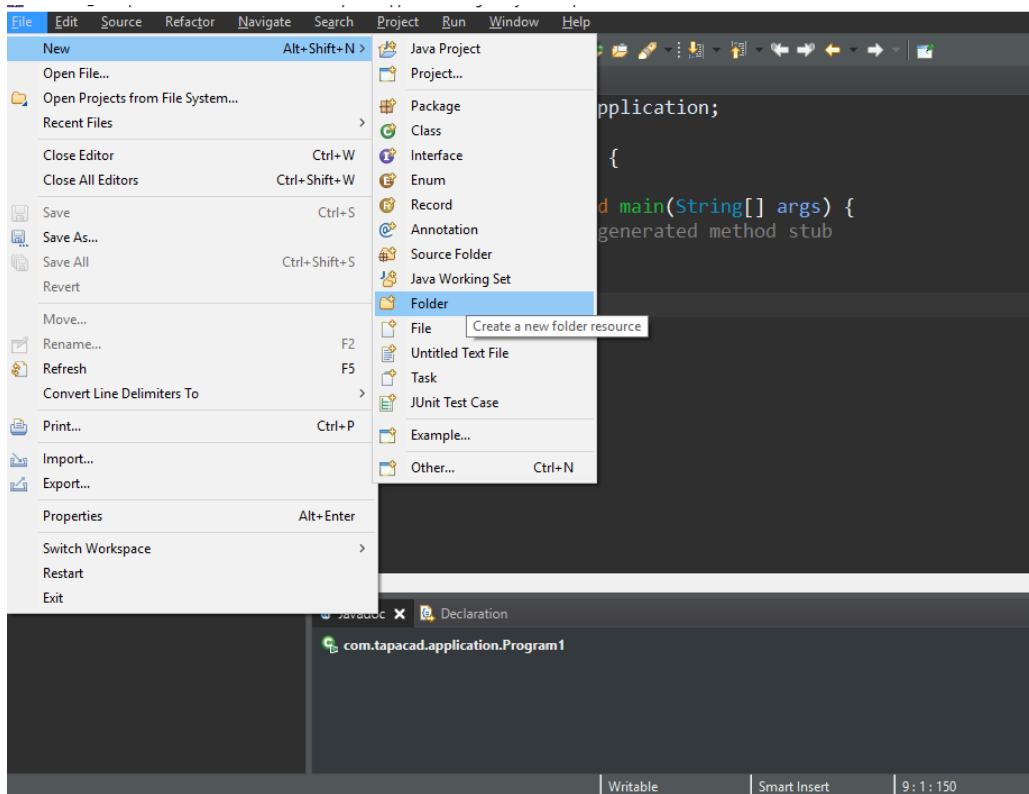 File Edit Source Refactor Navigate Search Project Run Window Help
New Alt+Shift+N >
Open File...
Open Projects from File System...
Recent Files >
Close Editor Ctrl+W
Close All Editors Ctrl+Shift+W
Save Ctrl+S
Save As...
Save All Ctrl+Shift+S
Revert
Move...
Rename... F2
Refresh F5
Convert Line Delimiters To >
Print... Ctrl+P
Import...
Export...
Properties Alt+Enter
Switch Workspace >
Restart
Exit
Java Project
Project...
Package
Class
Interface
Enum
Record
Annotation
Source Folder
Java Working Set
Folder
File
Create a new folder resource
Untitled Text File
Task
JUnit Test Case
Example...
Other... Ctrl+N
pplication;
{
d main(String[] args) {
generated method stub
Javadoc Declaration
com.tapacad.application.Program1
Writable Smart Insert 9 : 1 : 150